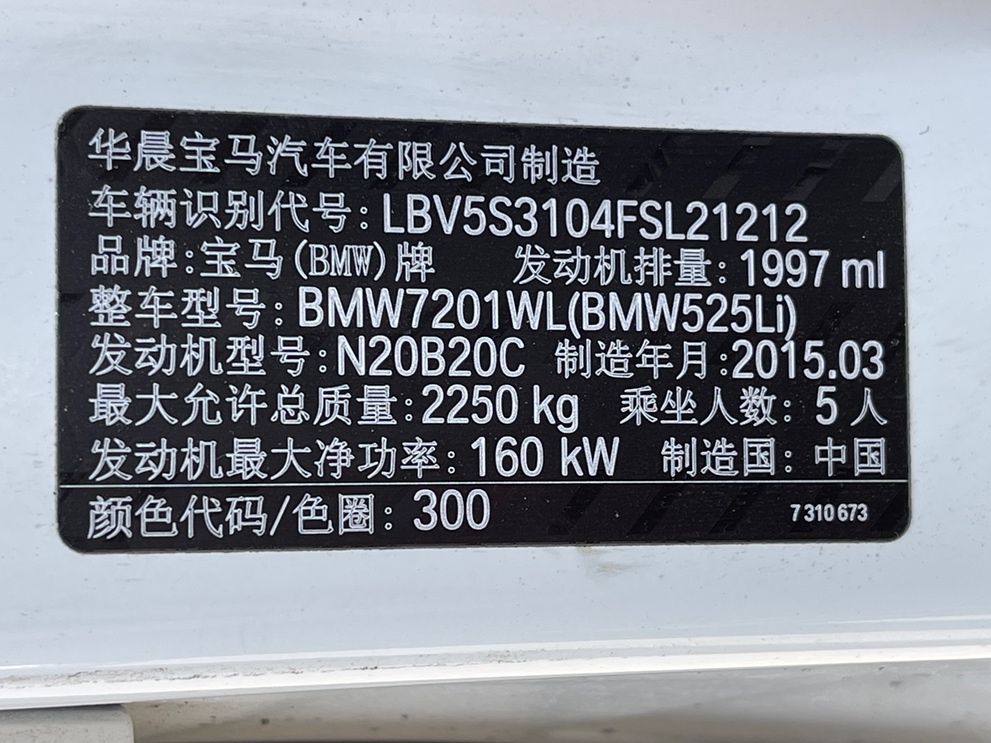 华晨宝马汽车有限公司制造
车辆识别代号:LBV5S3104FSL21212
品牌:宝马(BMW)牌 发动机排量:1997 ml
整车型号:BMW7201WL(BMW525Li)
发动机型号:N20B20C 制造年月:2015.03
最大允许总质量:2250 kg 乘坐人数: 5 人
发动机最大净功率:160 kW 制造国: 中国
颜色代码/色圈: 300 7 310 673